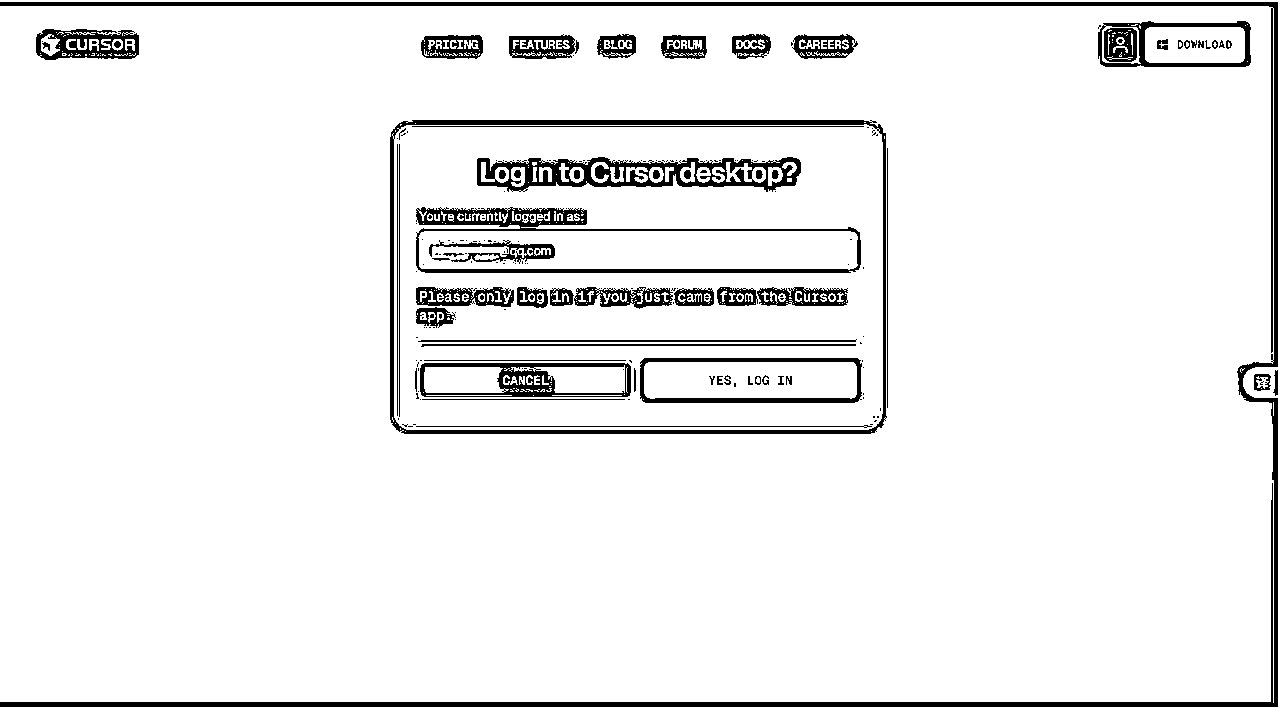 CURSOR
PRICING FEATURES BLOG FORUM DOCS CAREERS
DOWNLOAD
Log in to Cursor desktop?
You're currently logged in as:
qq.com
Please only log in if you just came from the Cursor
app.
CANCEL YES, LOG IN